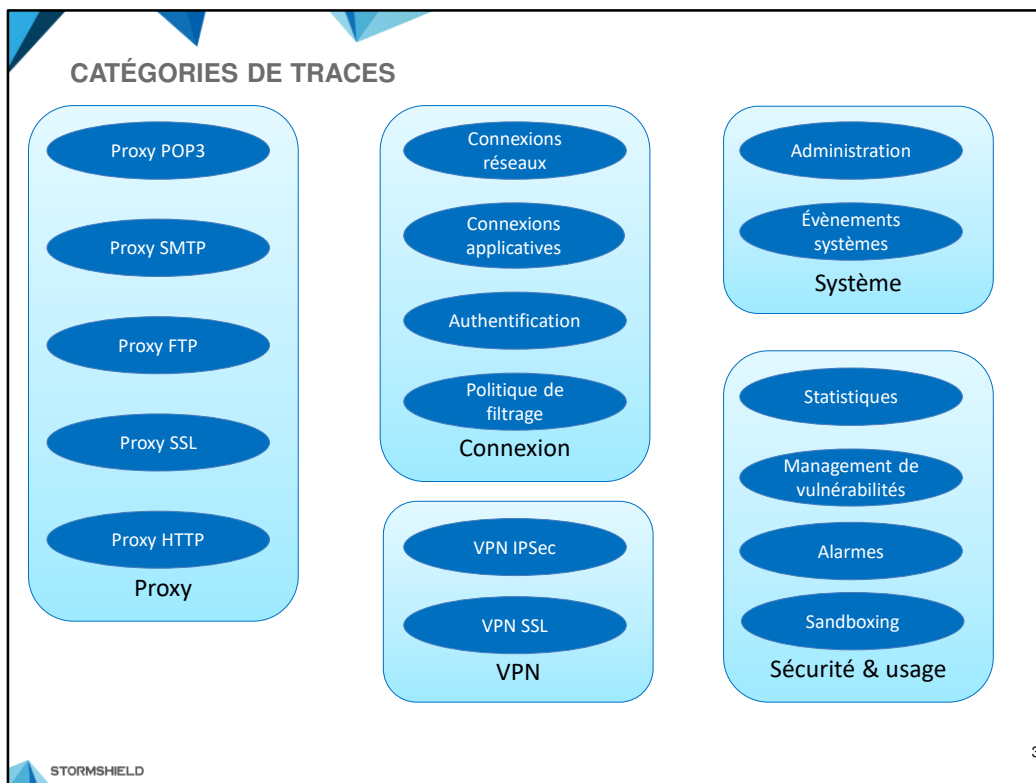 CATÉGORIES DE TRACES
Proxy POP3
Proxy SMTP
Proxy FTP
Proxy SSL
Proxy HTTP
Proxy
Connexions
réseaux
Connexions
applicatives
Authentification
Politique de
filtrage
Connexion
VPN IPSec
VPN SSL
VPN
Administration
Évènements
systèmes
Système
Statistiques
Management de
vulnérabilités
Alarmes
Sandboxing
Sécurité & usage
STORMSHIELD
3